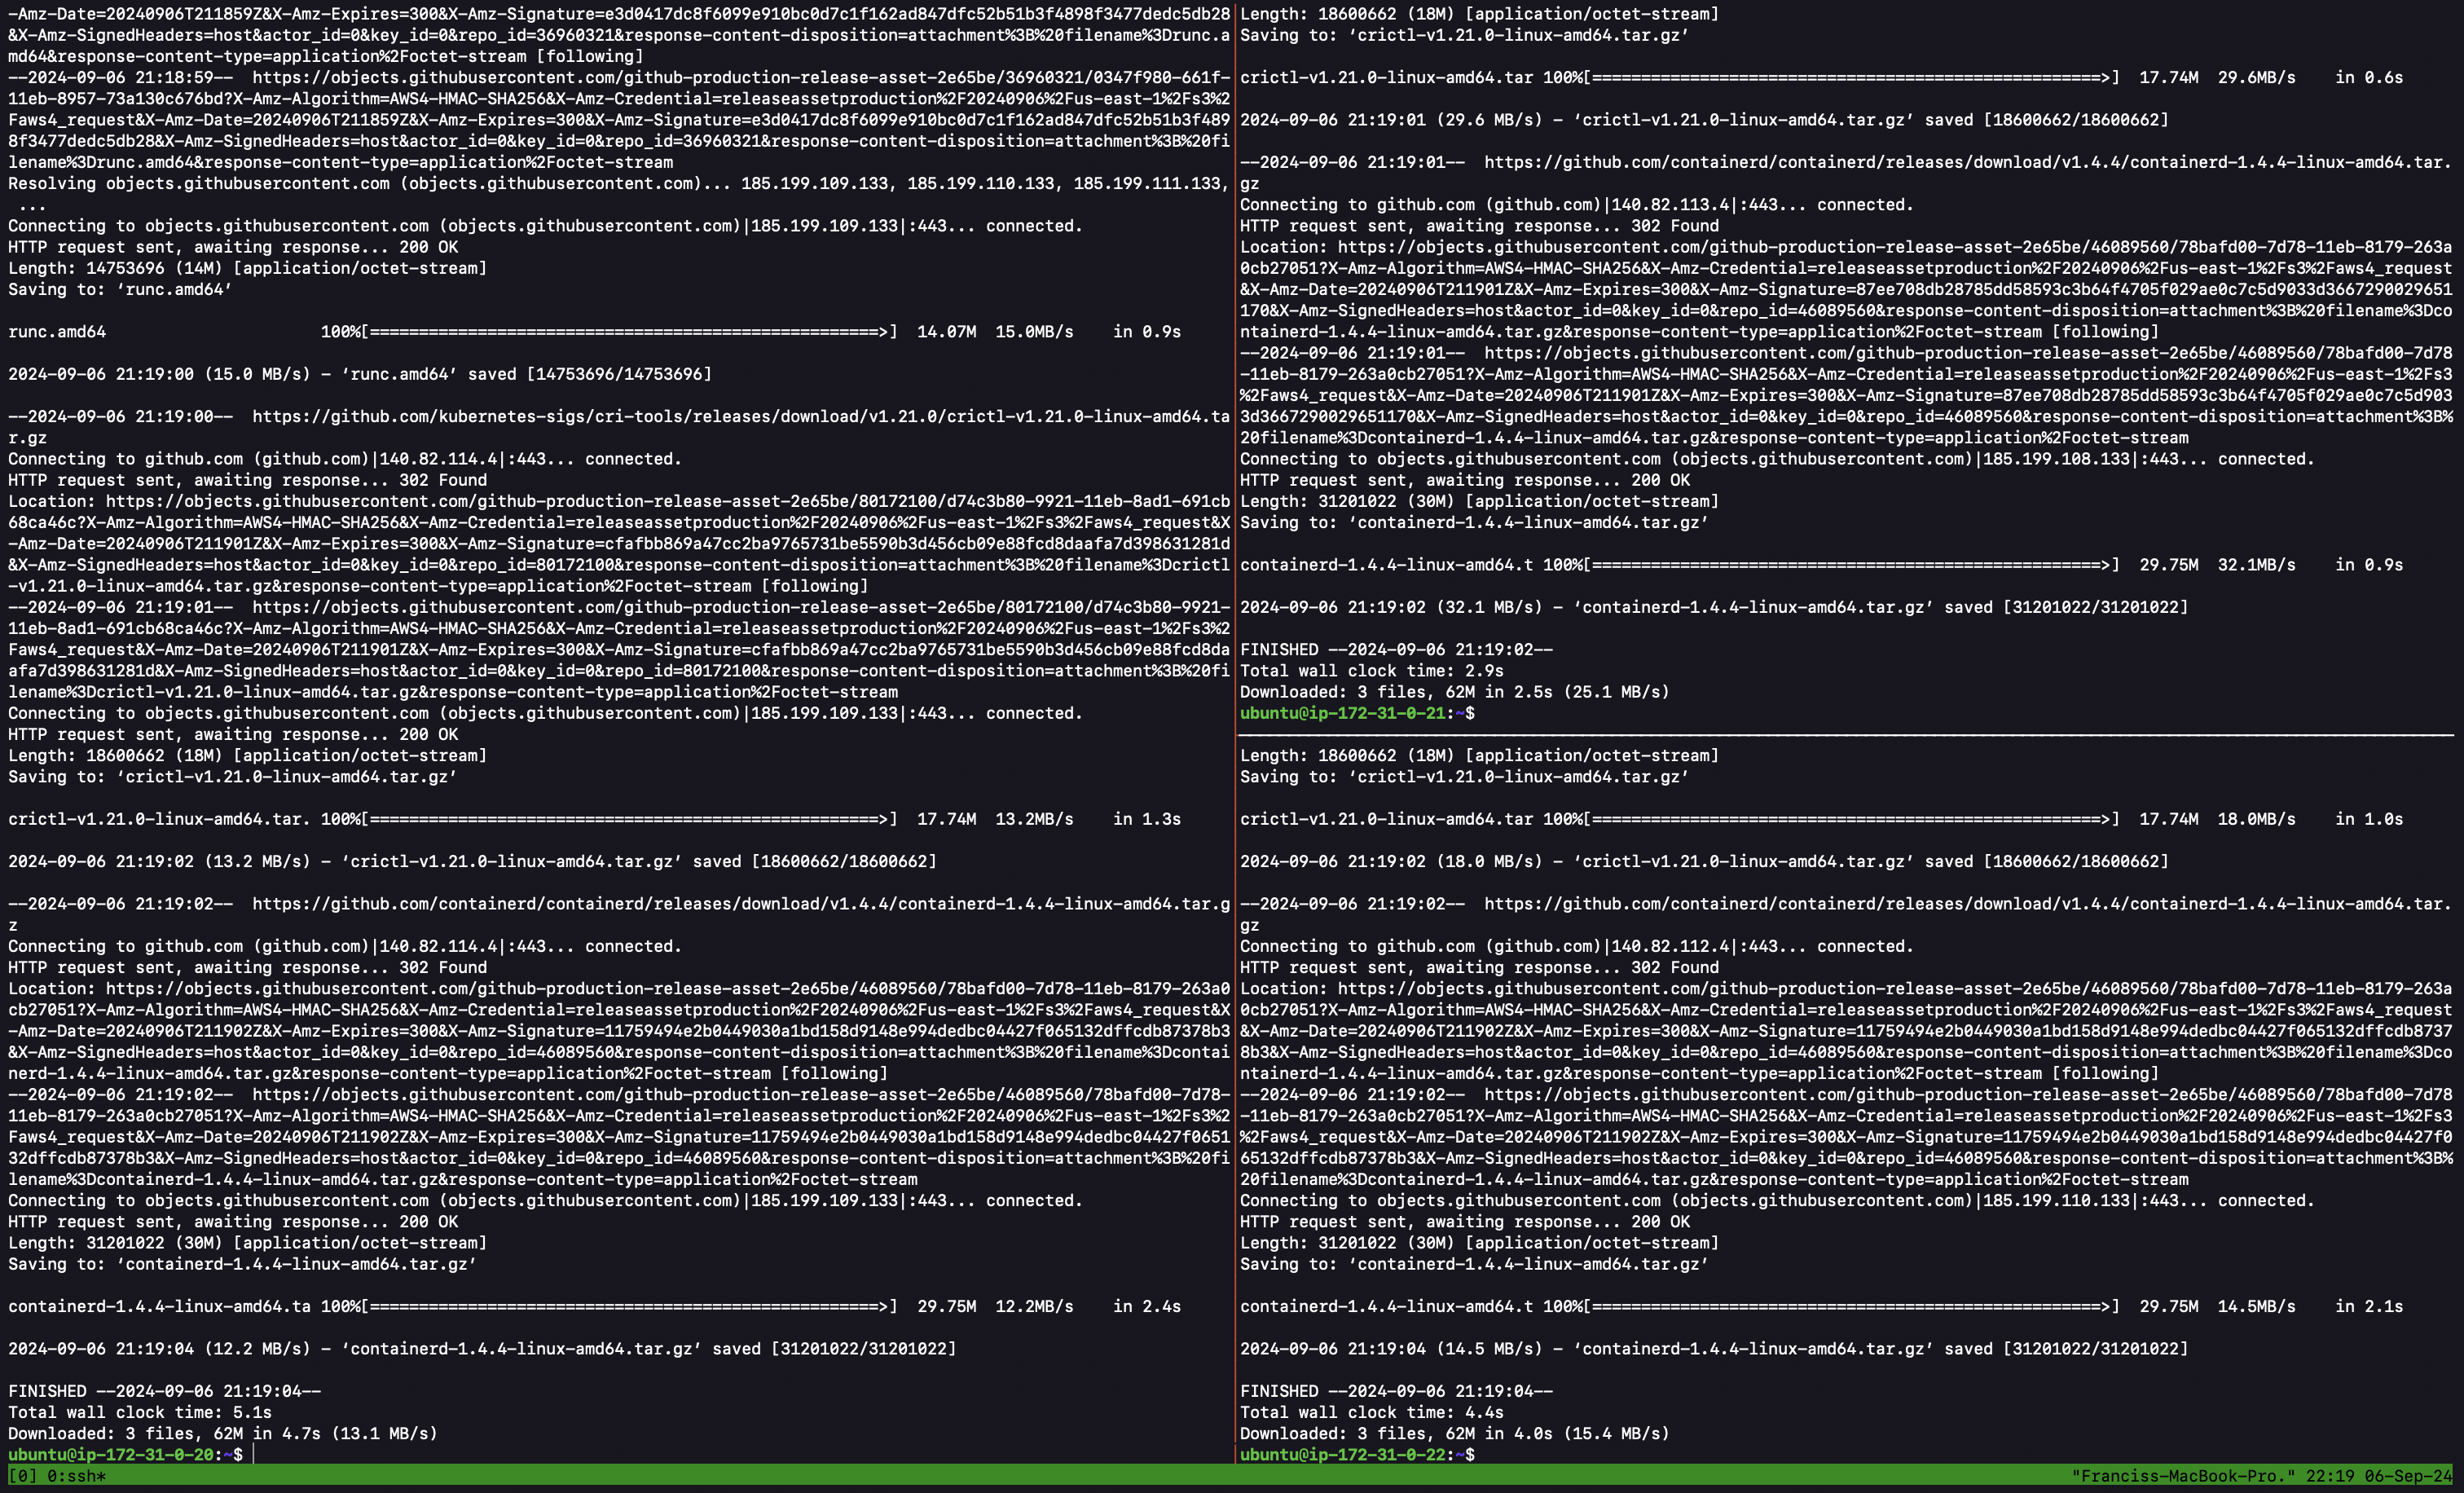 -Amz-Date=20240906T211859Z&X-Amz-Expires=300&X-Amz-Signature=e3d0417dc8f6099e910bc0d7c1f162ad847dfc52b51b3f4898f3477dedc5db28
&X-Amz-SignedHeaders=host&actor_id=0&key_id=0&repo_id=36960321&response-content-disposition=attachment%3B%20filename%3Drunc.a
md64&response-content-type=application%2Foctet-stream [following]
--2024-09-06 21:18:59--  https://objects.githubusercontent.com/github-production-release-asset-2e65be/36960321/0347f980-661f-
11eb-8957-73a130c676bd?X-Amz-Algorithm=AWS4-HMAC-SHA256&X-Amz-Credential=releaseassetproduction%2F20240906%2Fus-east-1%2Fs3%2
Faws4_request&X-Amz-Date=20240906T211859Z&X-Amz-Expires=300&X-Amz-Signature=e3d0417dc8f6099e910bc0d7c1f162ad847dfc52b51b3f489
8f3477dedc5db28&X-Amz-SignedHeaders=host&actor_id=0&key_id=0&repo_id=36960321&response-content-disposition=attachment%3B%20fi
lename%3Drunc.amd64&response-content-type=application%2Foctet-stream
Resolving objects.githubusercontent.com (objects.githubusercontent.com)... 185.199.109.133, 185.199.110.133, 185.199.111.133,
 ...
Connecting to objects.githubusercontent.com (objects.githubusercontent.com)|185.199.109.133|:443... connected.
HTTP request sent, awaiting response... 200 OK
Length: 14753696 (14M) [application/octet-stream]
Saving to: ‘runc.amd64’
runc.amd64                      100%[====================================================>]  14.07M  15.0MB/s    in 0.9s
2024-09-06 21:19:00 (15.0 MB/s) - ‘runc.amd64’ saved [14753696/14753696]
--2024-09-06 21:19:00--  https://github.com/kubernetes-sigs/cri-tools/releases/download/v1.21.0/crictl-v1.21.0-linux-amd64.ta
r.gz
Connecting to github.com (github.com)|140.82.114.4|:443... connected.
HTTP request sent, awaiting response... 302 Found
Location: https://objects.githubusercontent.com/github-production-release-asset-2e65be/80172100/d74c3b80-9921-11eb-8ad1-691cb
68ca46c?X-Amz-Algorithm=AWS4-HMAC-SHA256&X-Amz-Credential=releaseassetproduction%2F20240906%2Fus-east-1%2Fs3%2Faws4_request&X
-Amz-Date=20240906T211901Z&X-Amz-Expires=300&X-Amz-Signature=cfafbb869a47cc2ba9765731be5590b3d456cb09e88fcd8daafa7d398631281d
&X-Amz-SignedHeaders=host&actor_id=0&key_id=0&repo_id=80172100&response-content-disposition=attachment%3B%20filename%3Dcrictl
-v1.21.0-linux-amd64.tar.gz&response-content-type=application%2Foctet-stream [following]
--2024-09-06 21:19:01--  https://objects.githubusercontent.com/github-production-release-asset-2e65be/80172100/d74c3b80-9921-
11eb-8ad1-691cb68ca46c?X-Amz-Algorithm=AWS4-HMAC-SHA256&X-Amz-Credential=releaseassetproduction%2F20240906%2Fus-east-1%2Fs3%2
Faws4_request&X-Amz-Date=20240906T211901Z&X-Amz-Expires=300&X-Amz-Signature=cfafbb869a47cc2ba9765731be5590b3d456cb09e88fcd8da
afa7d398631281d&X-Amz-SignedHeaders=host&actor_id=0&key_id=0&repo_id=80172100&response-content-disposition=attachment%3B%20fi
lename%3Dcrictl-v1.21.0-linux-amd64.tar.gz&response-content-type=application%2Foctet-stream
Connecting to objects.githubusercontent.com (objects.githubusercontent.com)|185.199.109.133|:443... connected.
HTTP request sent, awaiting response... 200 OK
Length: 18600662 (18M) [application/octet-stream]
Saving to: ‘crictl-v1.21.0-linux-amd64.tar.gz’
crictl-v1.21.0-linux-amd64.tar. 100%[====================================================>]  17.74M  13.2MB/s    in 1.3s
2024-09-06 21:19:02 (13.2 MB/s) - ‘crictl-v1.21.0-linux-amd64.tar.gz’ saved [18600662/18600662]
--2024-09-06 21:19:02--  https://github.com/containerd/containerd/releases/download/v1.4.4/containerd-1.4.4-linux-amd64.tar.g
z
Connecting to github.com (github.com)|140.82.114.4|:443... connected.
HTTP request sent, awaiting response... 302 Found
Location: https://objects.githubusercontent.com/github-production-release-asset-2e65be/46089560/78bafd00-7d78-11eb-8179-263a0
cb27051?X-Amz-Algorithm=AWS4-HMAC-SHA256&X-Amz-Credential=releaseassetproduction%2F20240906%2Fus-east-1%2Fs3%2Faws4_request&X
-Amz-Date=20240906T211902Z&X-Amz-Expires=300&X-Amz-Signature=11759494e2b0449030a1bd158d9148e994dedbc04427f065132dffcdb87378b3
&X-Amz-SignedHeaders=host&actor_id=0&key_id=0&repo_id=46089560&response-content-disposition=attachment%3B%20filename%3Dcontai
nerd-1.4.4-linux-amd64.tar.gz&response-content-type=application%2Foctet-stream [following]
--2024-09-06 21:19:02--  https://objects.githubusercontent.com/github-production-release-asset-2e65be/46089560/78bafd00-7d78-
11eb-8179-263a0cb27051?X-Amz-Algorithm=AWS4-HMAC-SHA256&X-Amz-Credential=releaseassetproduction%2F20240906%2Fus-east-1%2Fs3%2
Faws4_request&X-Amz-Date=20240906T211902Z&X-Amz-Expires=300&X-Amz-Signature=11759494e2b0449030a1bd158d9148e994dedbc04427f0651
32dffcdb87378b3&X-Amz-SignedHeaders=host&actor_id=0&key_id=0&repo_id=46089560&response-content-disposition=attachment%3B%20fi
lename%3Dcontainerd-1.4.4-linux-amd64.tar.gz&response-content-type=application%2Foctet-stream
Connecting to objects.githubusercontent.com (objects.githubusercontent.com)|185.199.109.133|:443... connected.
HTTP request sent, awaiting response... 200 OK
Length: 31201022 (30M) [application/octet-stream]
Saving to: ‘containerd-1.4.4-linux-amd64.tar.gz’
containerd-1.4.4-linux-amd64.ta 100%[====================================================>]  29.75M  12.2MB/s    in 2.4s
2024-09-06 21:19:04 (12.2 MB/s) - ‘containerd-1.4.4-linux-amd64.tar.gz’ saved [31201022/31201022]
FINISHED --2024-09-06 21:19:04--
Total wall clock time: 5.1s
Downloaded: 3 files, 62M in 4.7s (13.1 MB/s)
ubuntu@ip-172-31-0-20:~$
Length: 18600662 (18M) [application/octet-stream]
Saving to: ‘crictl-v1.21.0-linux-amd64.tar.gz’
crictl-v1.21.0-linux-amd64.tar 100%[====================================================>]  17.74M  29.6MB/s    in 0.6s
2024-09-06 21:19:01 (29.6 MB/s) - ‘crictl-v1.21.0-linux-amd64.tar.gz’ saved [18600662/18600662]
--2024-09-06 21:19:01--  https://github.com/containerd/containerd/releases/download/v1.4.4/containerd-1.4.4-linux-amd64.tar.
gz
Connecting to github.com (github.com)|140.82.113.4|:443... connected.
HTTP request sent, awaiting response... 302 Found
Location: https://objects.githubusercontent.com/github-production-release-asset-2e65be/46089560/78bafd00-7d78-11eb-8179-263a
0cb27051?X-Amz-Algorithm=AWS4-HMAC-SHA256&X-Amz-Credential=releaseassetproduction%2F20240906%2Fus-east-1%2Fs3%2Faws4_request
&X-Amz-Date=20240906T211901Z&X-Amz-Expires=300&X-Amz-Signature=87ee708db28785dd58593c3b64f4705f029ae0c7c5d9033d3667290029651
170&X-Amz-SignedHeaders=host&actor_id=0&key_id=0&repo_id=46089560&response-content-disposition=attachment%3B%20filename%3Dco
ntainerd-1.4.4-linux-amd64.tar.gz&response-content-type=application%2Foctet-stream [following]
--2024-09-06 21:19:01--  https://objects.githubusercontent.com/github-production-release-asset-2e65be/46089560/78bafd00-7d78
-11eb-8179-263a0cb27051?X-Amz-Algorithm=AWS4-HMAC-SHA256&X-Amz-Credential=releaseassetproduction%2F20240906%2Fus-east-1%2Fs3
%2Faws4_request&X-Amz-Date=20240906T211901Z&X-Amz-Expires=300&X-Amz-Signature=87ee708db28785dd58593c3b64f4705f029ae0c7c5d903
3d3667290029651170&X-Amz-SignedHeaders=host&actor_id=0&key_id=0&repo_id=46089560&response-content-disposition=attachment%3B%
20filename%3Dcontainerd-1.4.4-linux-amd64.tar.gz&response-content-type=application%2Foctet-stream
Connecting to objects.githubusercontent.com (objects.githubusercontent.com)|185.199.108.133|:443... connected.
HTTP request sent, awaiting response... 200 OK
Length: 31201022 (30M) [application/octet-stream]
Saving to: ‘containerd-1.4.4-linux-amd64.tar.gz’
containerd-1.4.4-linux-amd64.t 100%[====================================================>]  29.75M  32.1MB/s    in 0.9s
2024-09-06 21:19:02 (32.1 MB/s) - ‘containerd-1.4.4-linux-amd64.tar.gz’ saved [31201022/31201022]
FINISHED --2024-09-06 21:19:02--
Total wall clock time: 2.9s
Downloaded: 3 files, 62M in 2.5s (25.1 MB/s)
ubuntu@ip-172-31-0-21:~$
Length: 18600662 (18M) [application/octet-stream]
Saving to: ‘crictl-v1.21.0-linux-amd64.tar.gz’
crictl-v1.21.0-linux-amd64.tar 100%[====================================================>]  17.74M  18.0MB/s    in 1.0s
2024-09-06 21:19:02 (18.0 MB/s) - ‘crictl-v1.21.0-linux-amd64.tar.gz’ saved [18600662/18600662]
--2024-09-06 21:19:02--  https://github.com/containerd/containerd/releases/download/v1.4.4/containerd-1.4.4-linux-amd64.tar.
gz
Connecting to github.com (github.com)|140.82.112.4|:443... connected.
HTTP request sent, awaiting response... 302 Found
Location: https://objects.githubusercontent.com/github-production-release-asset-2e65be/46089560/78bafd00-7d78-11eb-8179-263a
0cb27051?X-Amz-Algorithm=AWS4-HMAC-SHA256&X-Amz-Credential=releaseassetproduction%2F20240906%2Fus-east-1%2Fs3%2Faws4_request
&X-Amz-Date=20240906T211902Z&X-Amz-Expires=300&X-Amz-Signature=11759494e2b0449030a1bd158d9148e994dedbc04427f065132dffcdb8737
8b3&X-Amz-SignedHeaders=host&actor_id=0&key_id=0&repo_id=46089560&response-content-disposition=attachment%3B%20filename%3Dco
ntainerd-1.4.4-linux-amd64.tar.gz&response-content-type=application%2Foctet-stream [following]
--2024-09-06 21:19:02--  https://objects.githubusercontent.com/github-production-release-asset-2e65be/46089560/78bafd00-7d78
-11eb-8179-263a0cb27051?X-Amz-Algorithm=AWS4-HMAC-SHA256&X-Amz-Credential=releaseassetproduction%2F20240906%2Fus-east-1%2Fs3
%2Faws4_request&X-Amz-Date=20240906T211902Z&X-Amz-Expires=300&X-Amz-Signature=11759494e2b0449030a1bd158d9148e994dedbc04427f0
65132dffcdb87378b3&X-Amz-SignedHeaders=host&actor_id=0&key_id=0&repo_id=46089560&response-content-disposition=attachment%3B%
20filename%3Dcontainerd-1.4.4-linux-amd64.tar.gz&response-content-type=application%2Foctet-stream
Connecting to objects.githubusercontent.com (objects.githubusercontent.com)|185.199.110.133|:443... connected.
HTTP request sent, awaiting response... 200 OK
Length: 31201022 (30M) [application/octet-stream]
Saving to: ‘containerd-1.4.4-linux-amd64.tar.gz’
containerd-1.4.4-linux-amd64.t 100%[====================================================>]  29.75M  14.5MB/s    in 2.1s
2024-09-06 21:19:04 (14.5 MB/s) - ‘containerd-1.4.4-linux-amd64.tar.gz’ saved [31201022/31201022]
FINISHED --2024-09-06 21:19:04--
Total wall clock time: 4.4s
Downloaded: 3 files, 62M in 4.0s (15.4 MB/s)
ubuntu@ip-172-31-0-22:~$
[0] 0:ssh* "Franciss-MacBook-Pro." 22:19 06-Sep-24